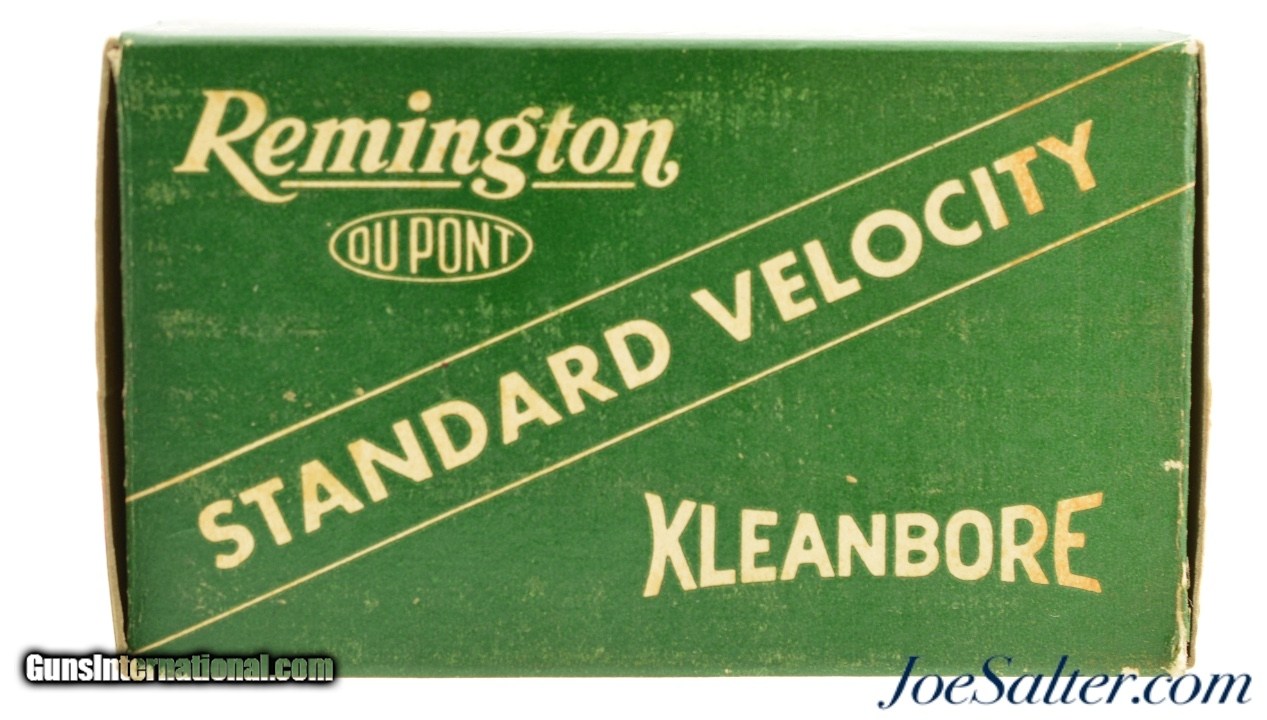 Remington
DU PONT
STANDARD VELOCITY
KLEANBORE
GunsInternational.com
JoeSalter.com